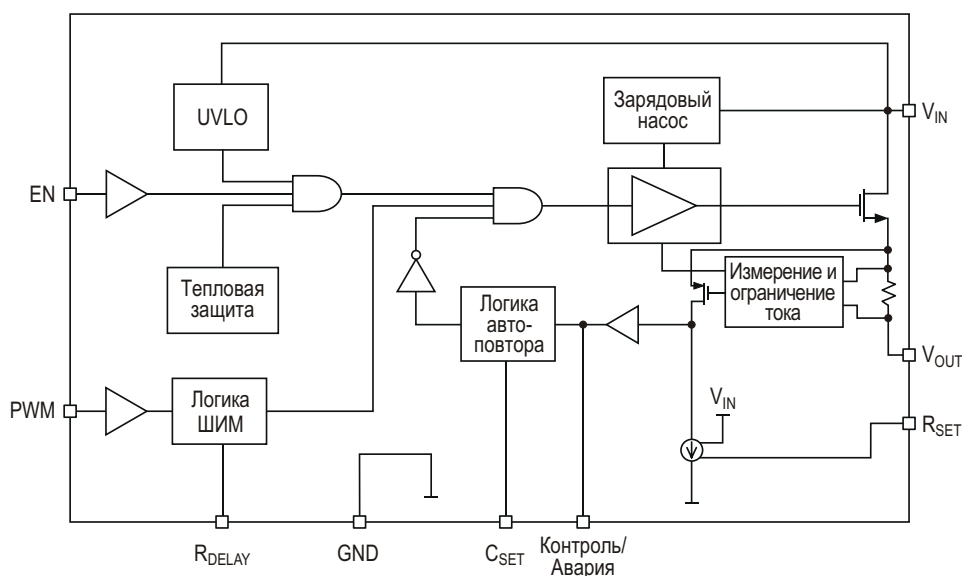 UVLO
Зарядовый
насос
V_IN
EN
Тепловая
защита
Измерение и
ограничение
тока
Логика
авто-
повтора
V_OUT
PWM
Логика
ШИМ
V_IN
R_SET
R_DELAY
GND
C_SET
Контроль/
Авария